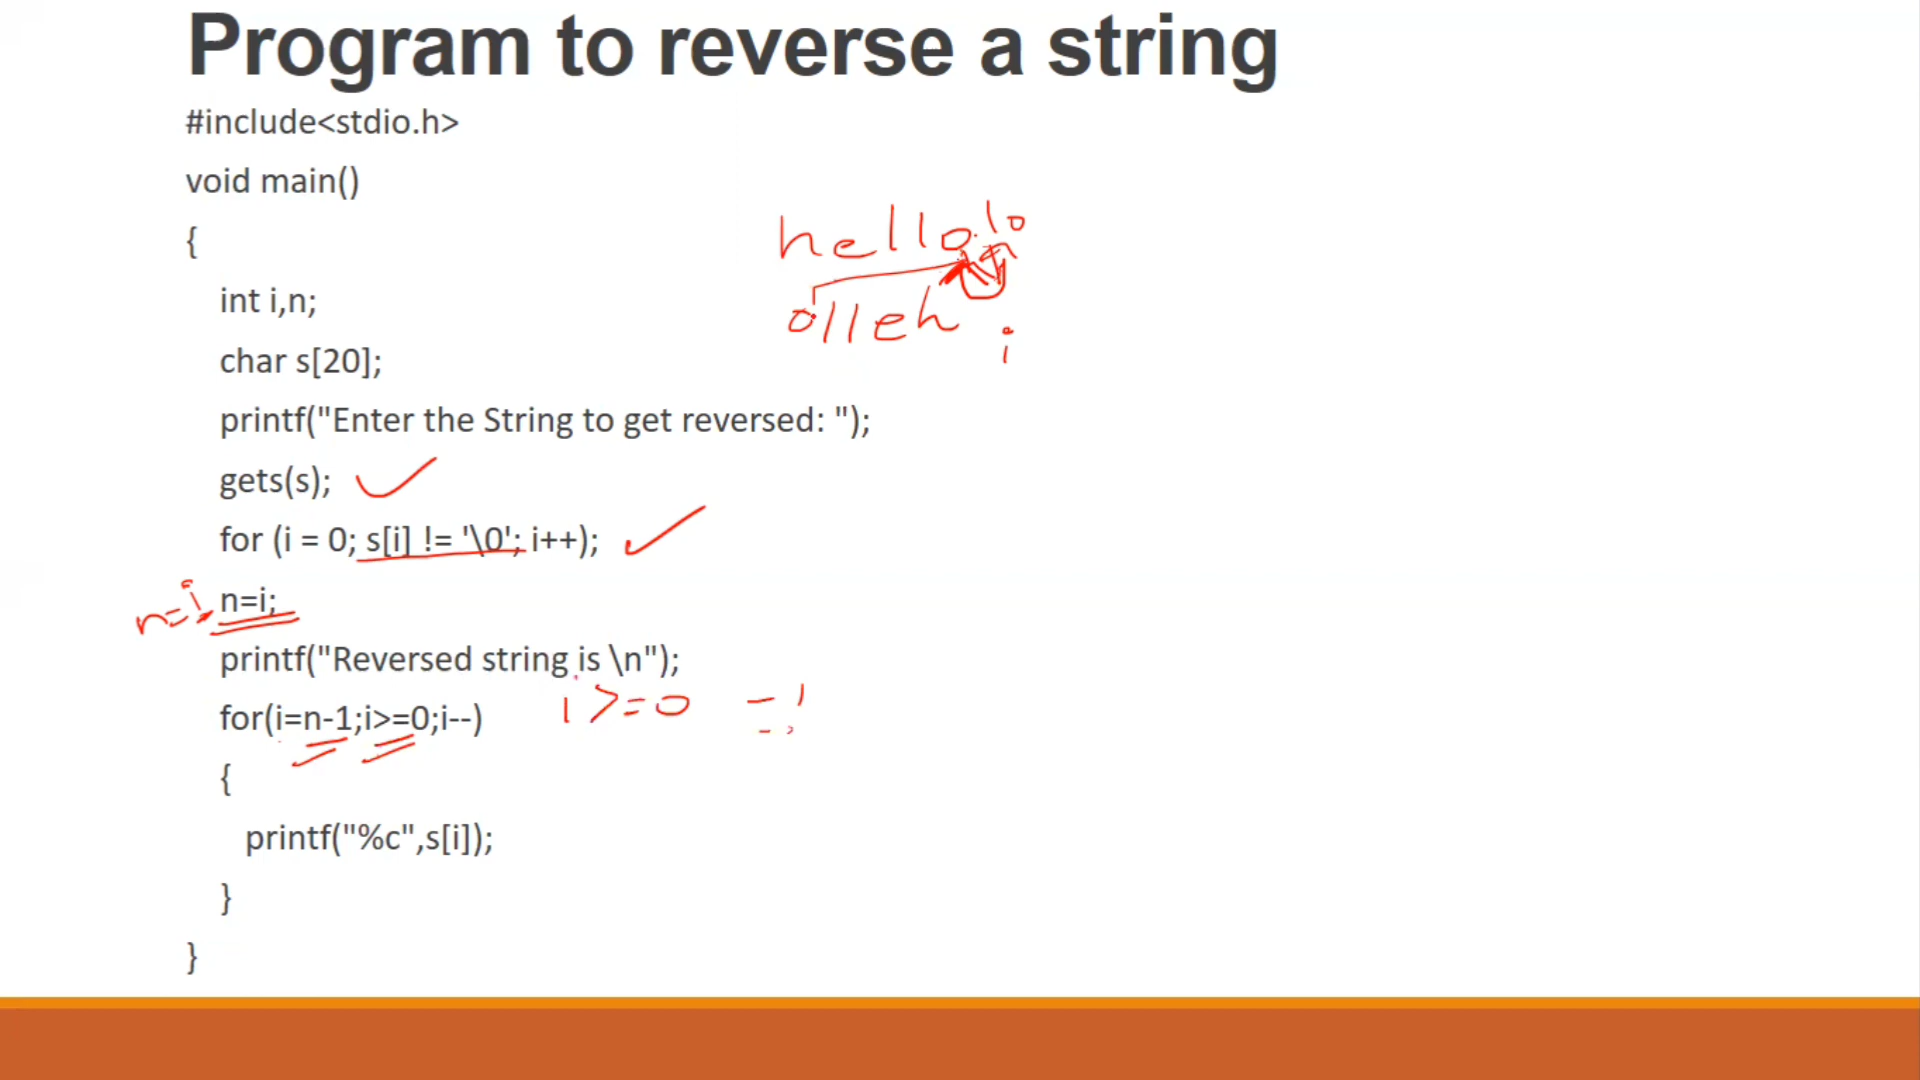 Program to reverse a string
#include<stdio.h>
void main()
{
hello \0
int i,n;
olleh i
char s[20];
printf("Enter the String to get reversed: ");
gets(s);
for (i = 0; s[i] != '\0'; i++);
n=i n=i;
printf("Reversed string is \n");
i >=0
for(i=n-1;i>=0;i--)
{
printf("%c",s[i]);
}
}